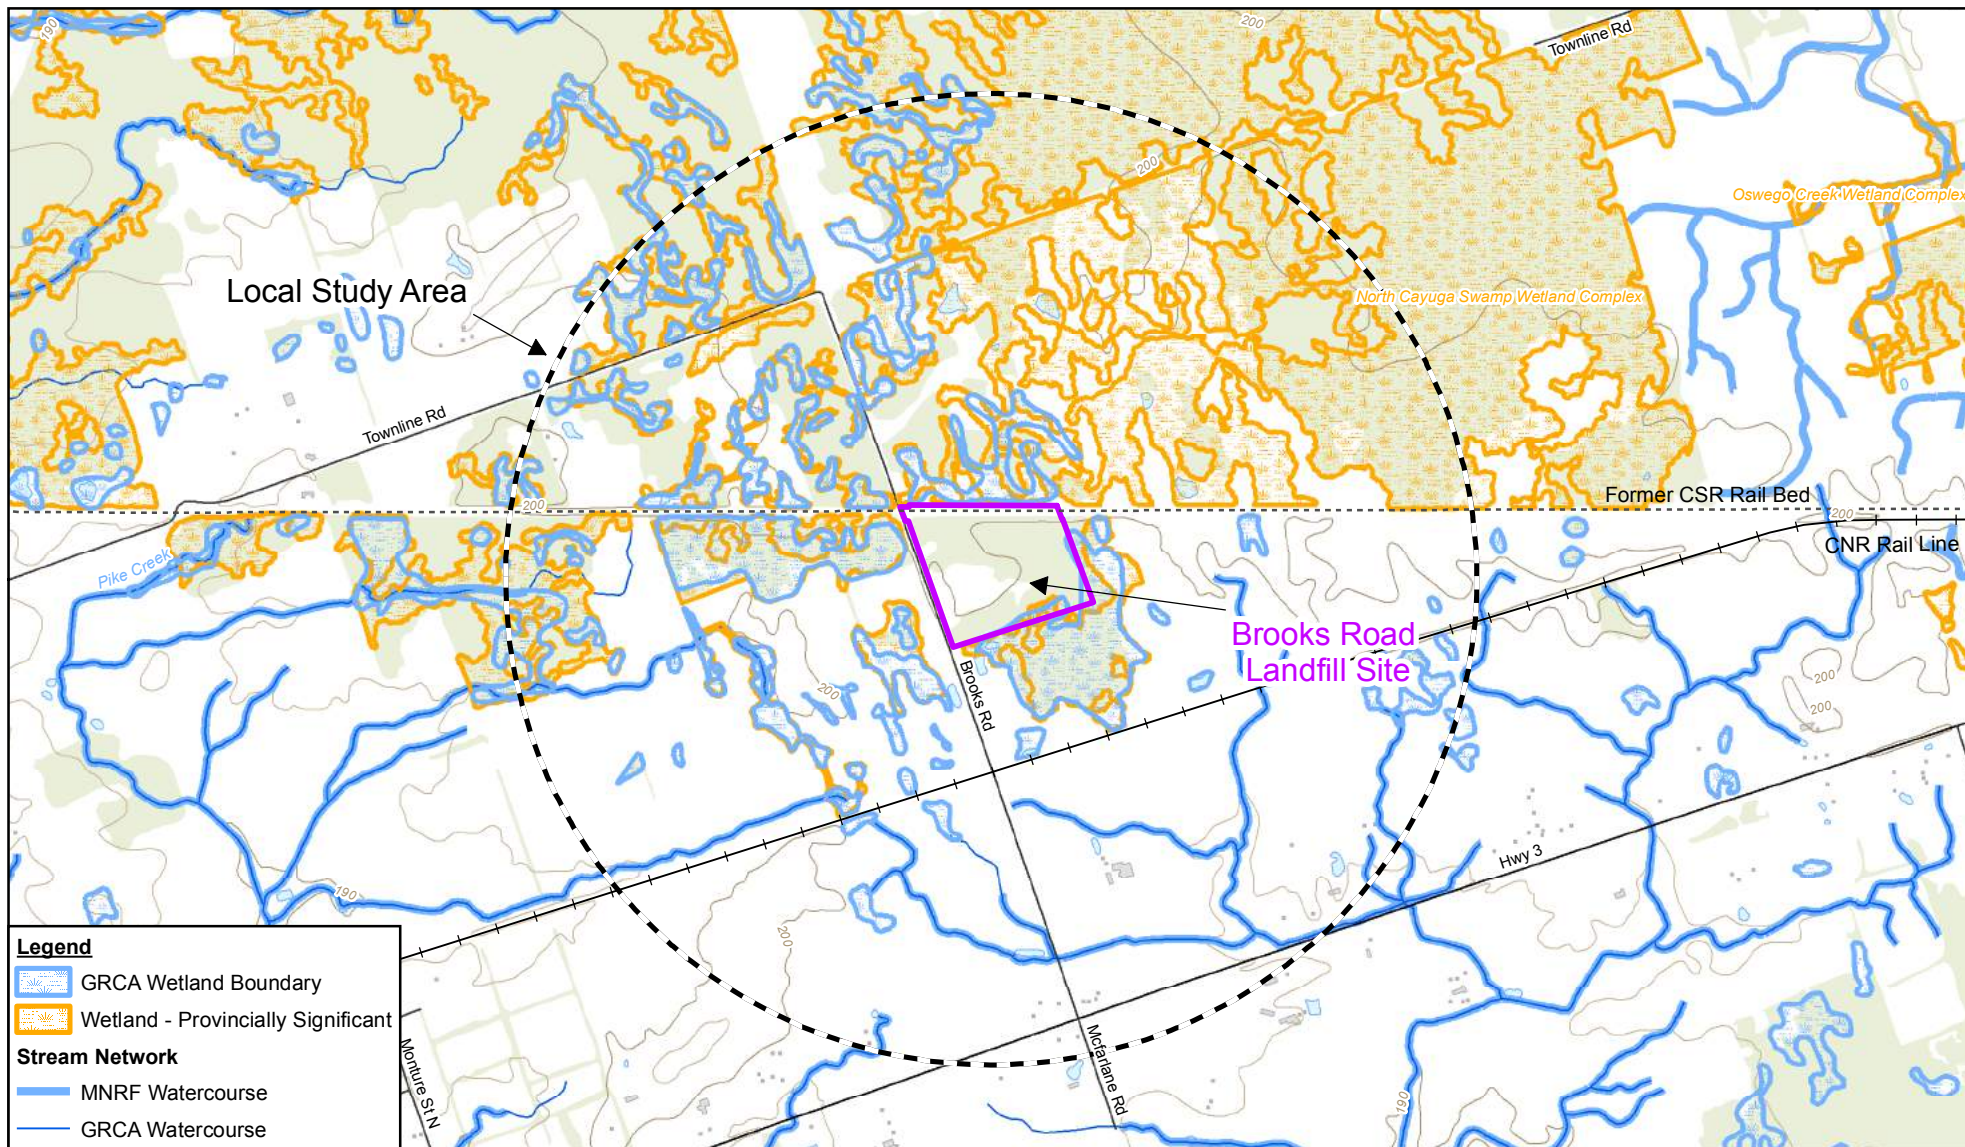 190
200
Townline Rd
200
Oswego Creek Wetland Complex
Local Study Area
North Cayuga Swamp Wetland Complex
Townline Rd
200
Former CSR Rail Bed
200
CNR Rail Line
Pike Creek
Brooks Road
Landfill Site
200
Brooks Rd
200
200
Hwy 3
190
200
Legend
GRCA Wetland Boundary
Wetland - Provincially Significant
Stream Network
MNRF Watercourse
GRCA Watercourse
Monture St N
Mcfarlane Rd
190